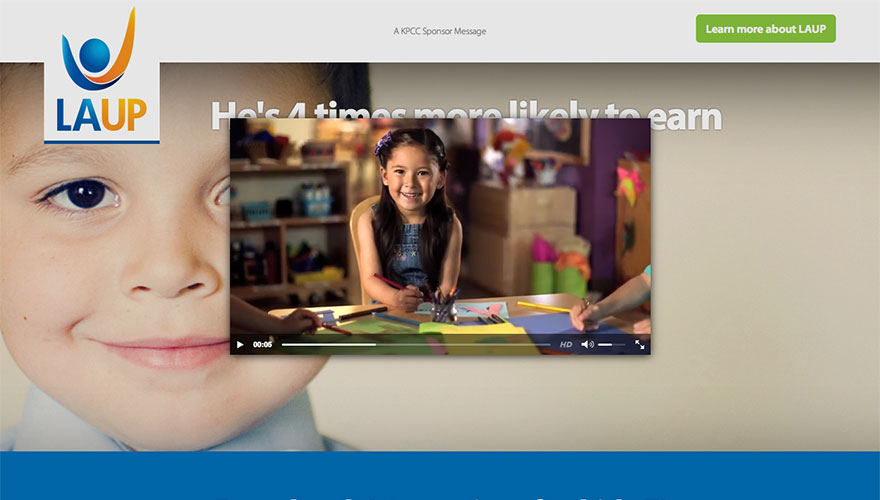 A KPCC Sponsor Message
Learn more about LAUP
LAUP
He's 4 times more likely to earn
00:05
HD